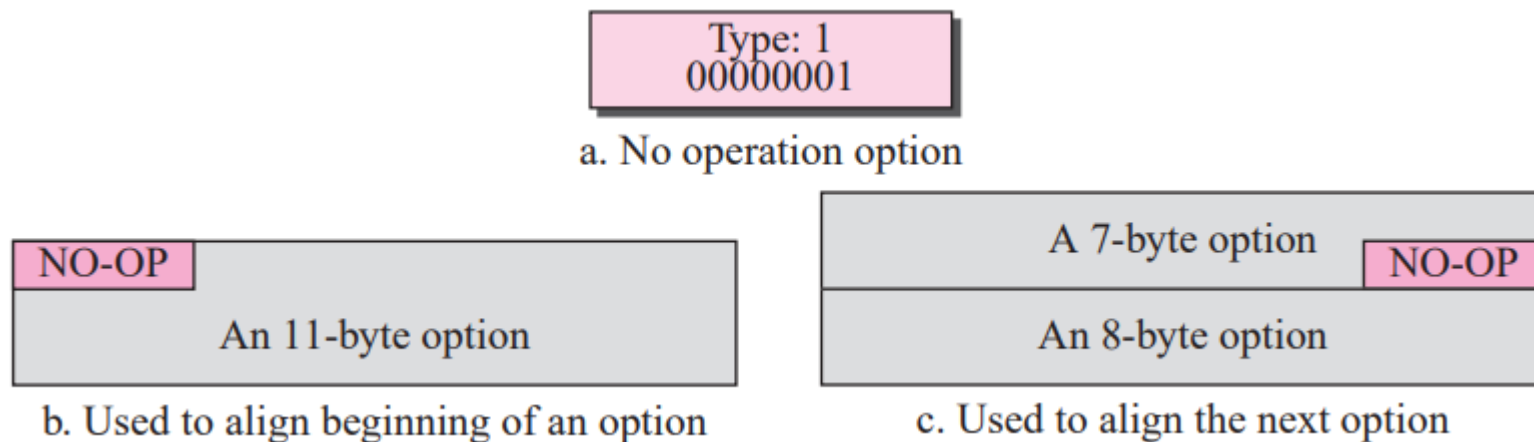 Type: 1
00000001
a. No operation option
NO-OP
An 11-byte option
b. Used to align beginning of an option
A 7-byte option
NO-OP
An 8-byte option
c. Used to align the next option